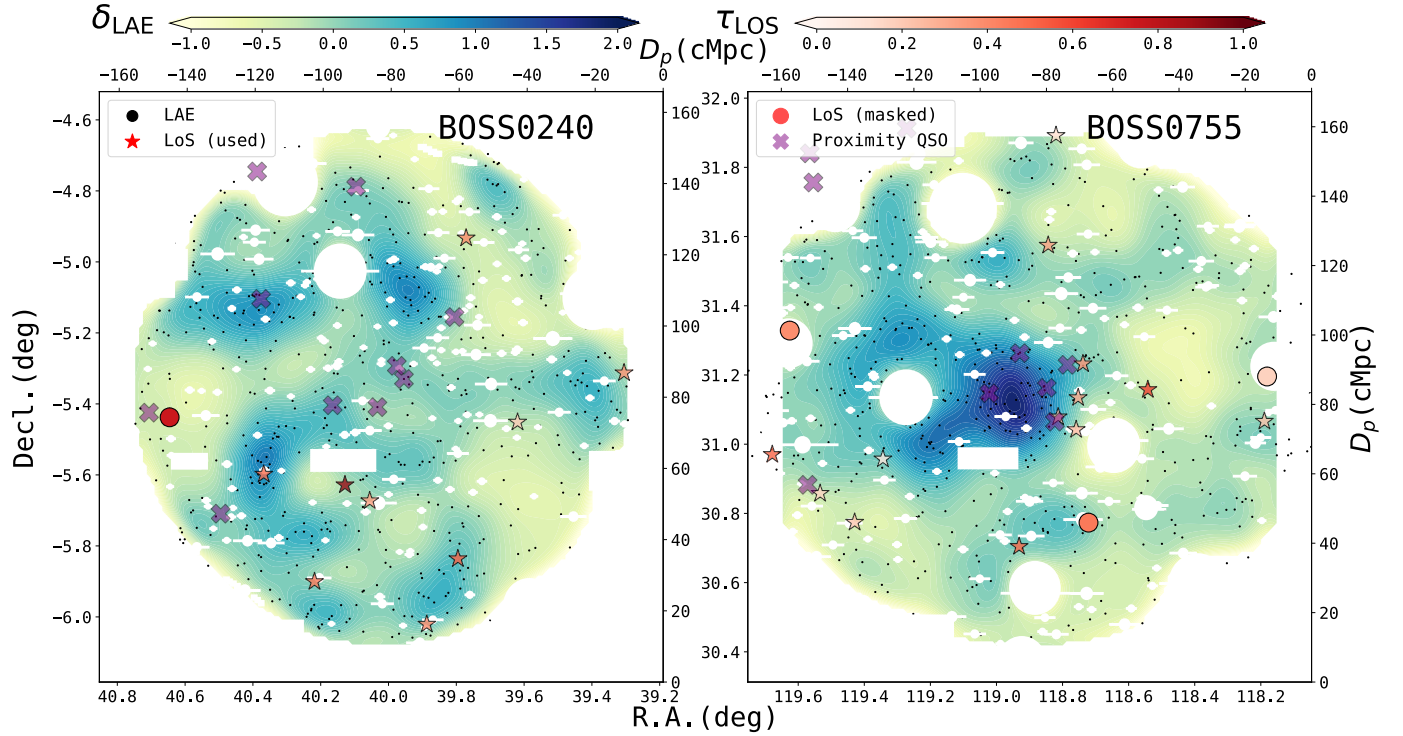 δLAE
−1.0 −0.5 0.0 0.5 1.0 1.5 2.0
Dp(cMpc)
τLOS
0.0 0.2 0.4 0.6 0.8 1.0
−160 −140 −120 −100 −80 −60 −40 −20 0
−160 −140 −120 −100 −80 −60 −40 −20 0
LAE
LoS (used)
BOSS0240
LoS (masked)
Proximity QSO
BOSS0755
Decl.(deg)
−4.6
−4.8
−5.0
−5.2
−5.4
−5.6
−5.8
−6.0
160
140
120
100
80
60
40
20
0
32.0
31.8
31.6
31.4
31.2
31.0
30.8
30.6
30.4
160
140
120
100
80
60
40
20
0
Dp(cMpc)
40.8 40.6 40.4 40.2 40.0 39.8 39.6 39.4 39.2
119.6 119.4 119.2 119.0 118.8 118.6 118.4 118.2
R.A.(deg)